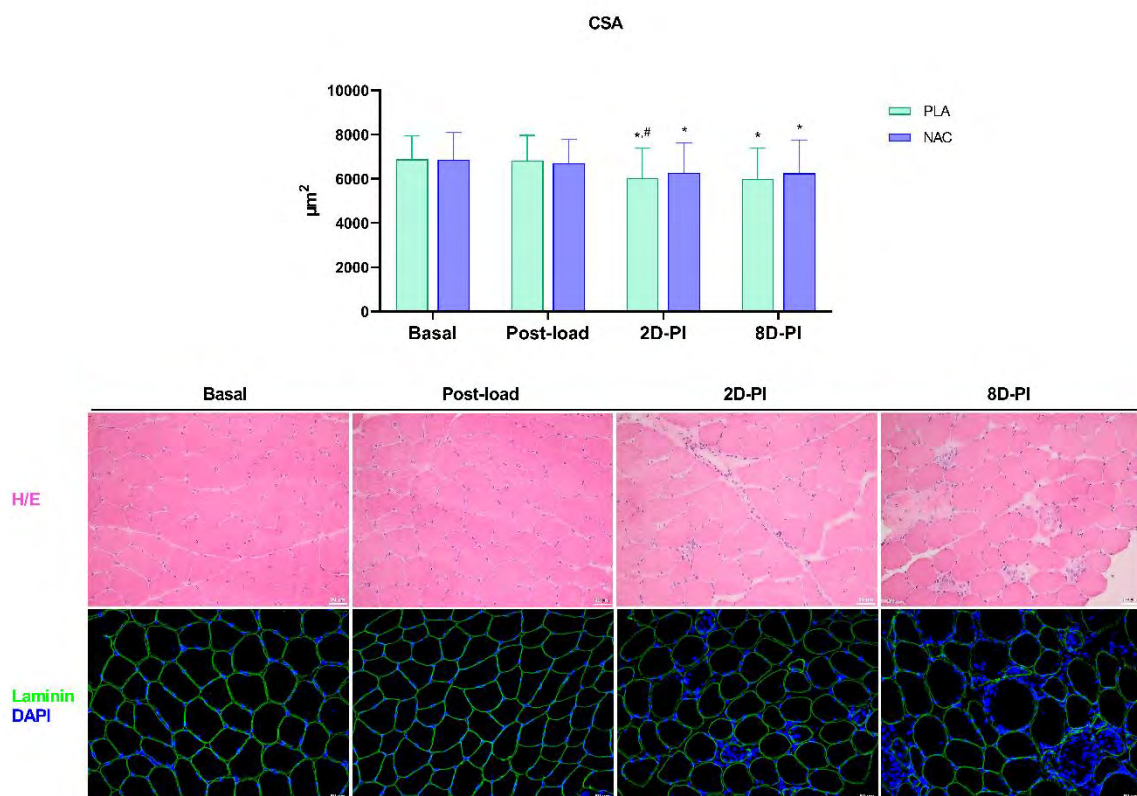 CSA
10000
8000
6000
4000
2000
0
µm²
*,#
*
*
*
PLA
NAC
Basal
Post-load
2D-PI
8D-PI
Basal
Post-load
2D-PI
8D-PI
H/E
Laminin
DAPI